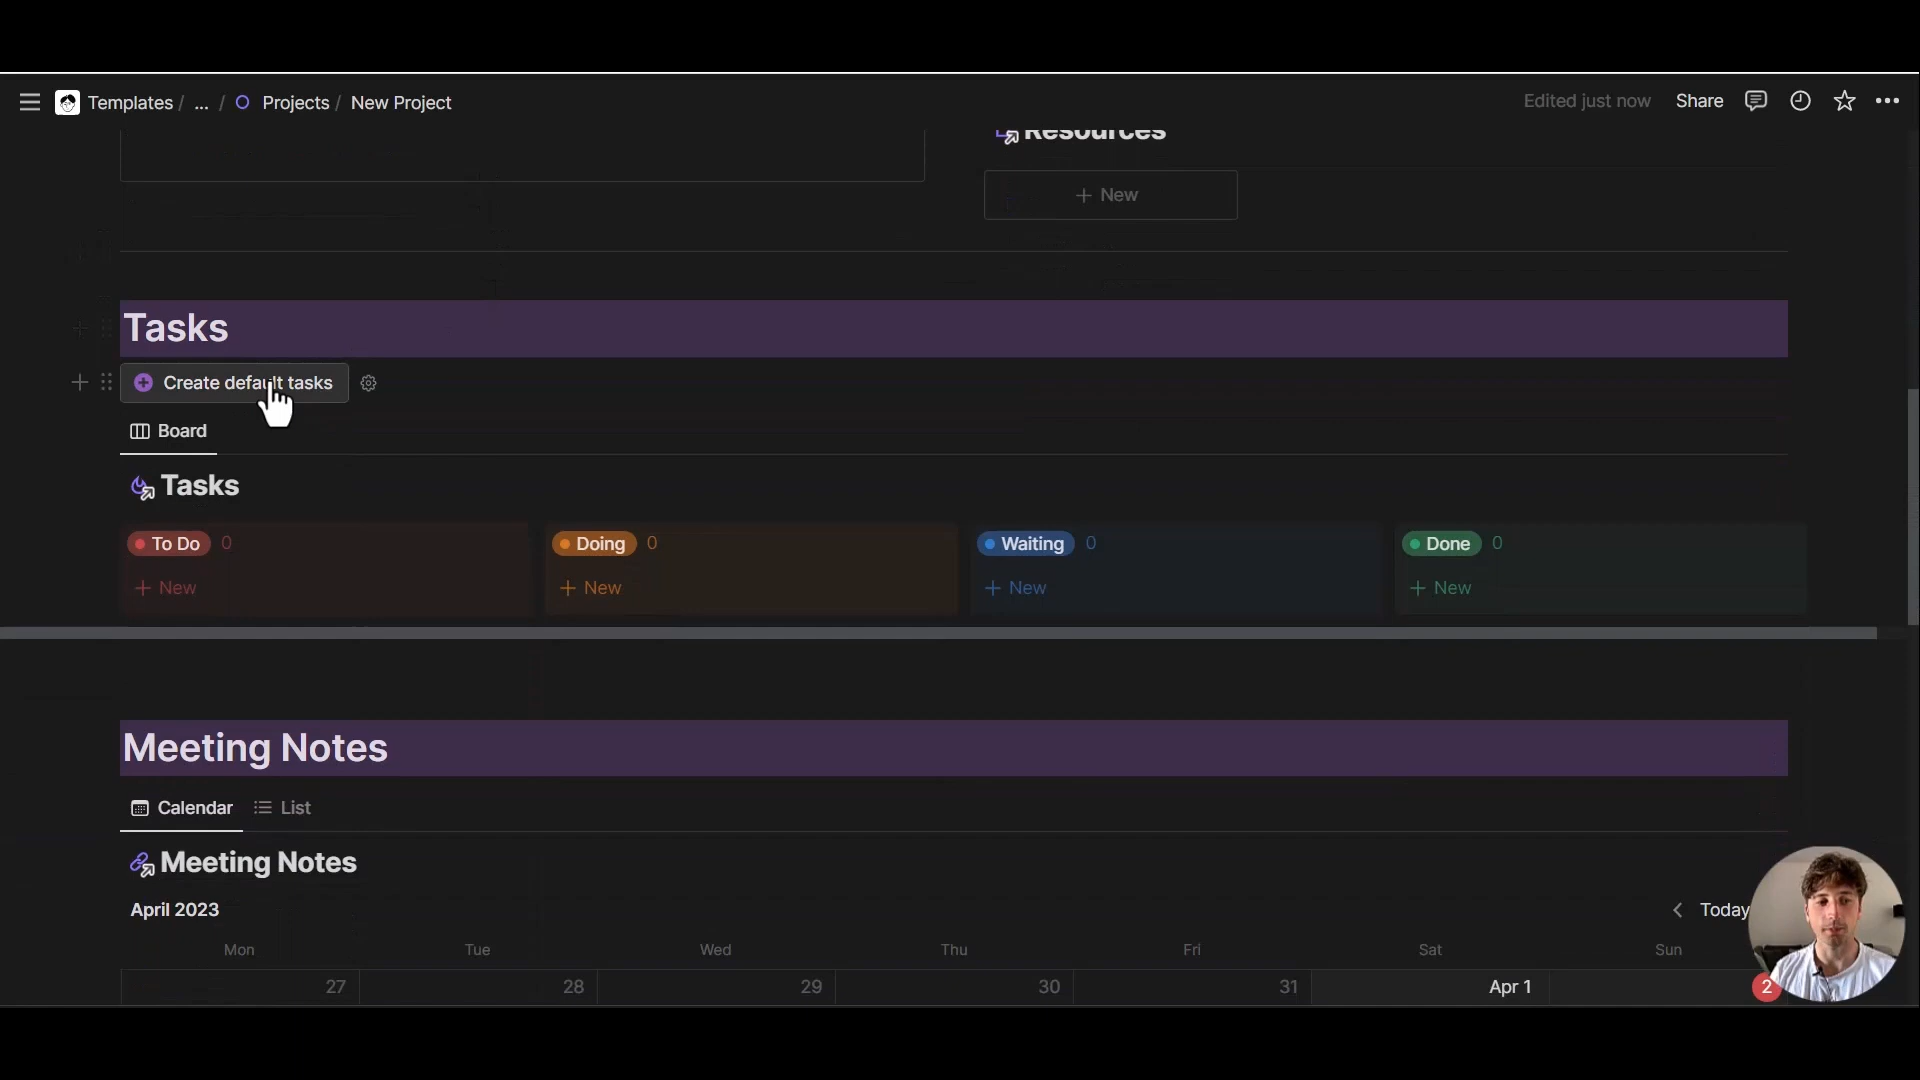 Templates / ... / Projects / New Project
Edited just now Share
Resources
+ New
Tasks
Create default tasks
Board
Tasks
To Do 0
Doing 0
Waiting 0
Done 0
+ New
+ New
+ New
+ New
Meeting Notes
Calendar List
Meeting Notes
April 2023
Today
Mon Tue Wed Thu Fri Sat Sun
27 28 29 30 31 Apr 1 2